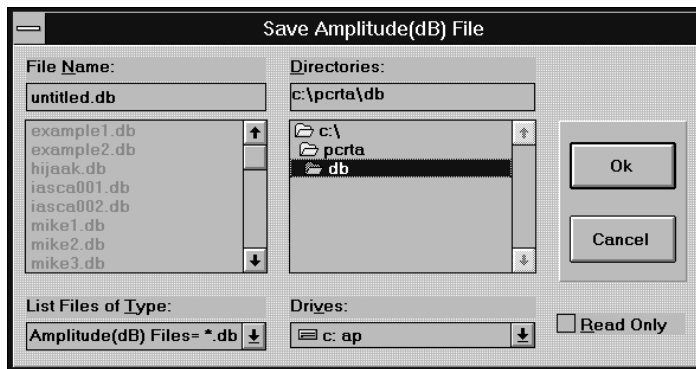 Save Amplitude(dB) File
File Name:
untitled.db
example1.db
example2.db
hijaak.db
iasca001.db
iasca002.db
mike1.db
mike2.db
mike3.db
List Files of Type:
Amplitude(dB) Files= *.db
Directories:
c:\pcrta\db
c:\
pcrta
db
Drives:
c: ap
Ok
Cancel
Read Only